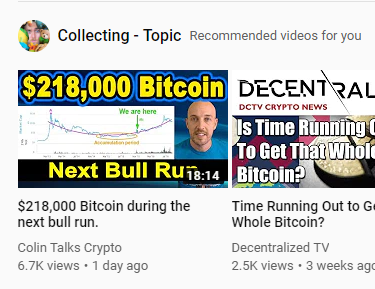 Collecting - Topic Recommended videos for you
$218,000 Bitcoin
We are here
Accumulation period
Next Bull Run
18:14
DECENTRAL
DCTV CRYPTO NEWS
Is Time Running
To Get That Whole
Bitcoin?
$218,000 Bitcoin during the
next bull run.
Colin Talks Crypto
6.7K views • 1 day ago
Time Running Out to Ge
Whole Bitcoin?
Decentralized TV
2.5K views • 3 weeks ago